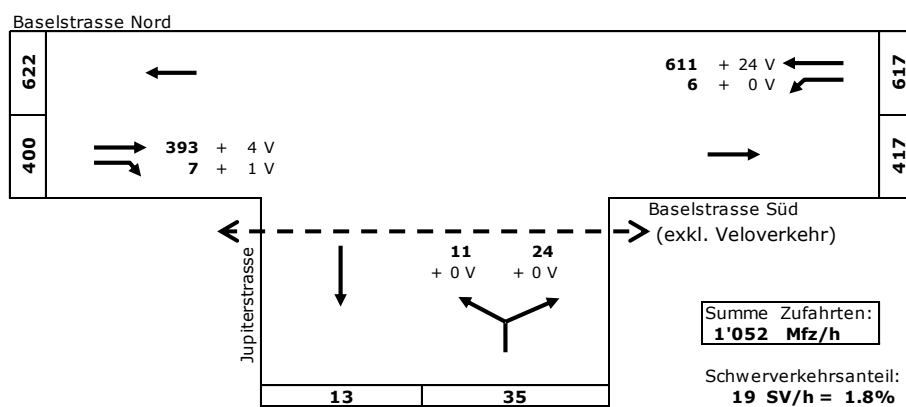 Baselstrasse Nord
622
400
393 + 4 V
7 + 1 V
611 + 24 V
6 + 0 V
617
417
Baselstrasse Süd
(exkl. Veloverkehr)
Jupiterstrasse
11 24
+ 0 V + 0 V
13 35
Summe Zufahrten:
1'052 Mfz/h
Schwerverkehrsanteil:
19 SV/h = 1.8%